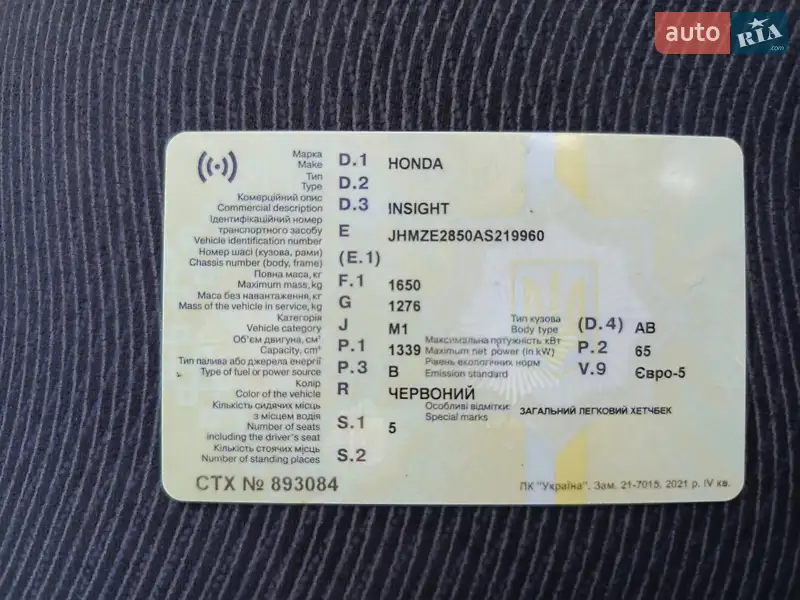 auto RIA .com
Марка
Make D.1 HONDA
Тип
Type D.2
Комерційний опис
Commercial description D.3 INSIGHT
Ідентифікаційний номер
транспортного засобу E JHMZE2850AS219960
Vehicle identification number
Номер шасі (кузова, рами) (E.1)
Chassis number (body, frame)
Повна маса, кг
Maximum mass, kg F.1 1650
Маса без навантаження, кг
Mass of the vehicle in service, kg G 1276
Категорія
Vehicle category J M1
Тип кузова
Body type (D.4) AB
Об'єм двигуна, см³
Capacity, cm³ P.1 1339
Максимальна потужність кВт
Maximum net power (in kW) P.2 65
Тип палива або джерела енергії
Type of fuel or power source P.3 B
Рівень екологічних норм
Emission standard V.9 Євро-5
Колір
Color of the vehicle R ЧЕРВОНИЙ
Особливі відмітки: ЗАГАЛЬНИЙ ЛЕГКОВИЙ ХЕТЧБЕК
Special marks
Кількість сидячих місць
з місцем водія
Number of seats S.1 5
including the driver's seat
Кількість стоячих місць
Number of standing places S.2
СТХ № 893084
ПК "Україна". Зам. 21-7015. 2021 р. IV кв.